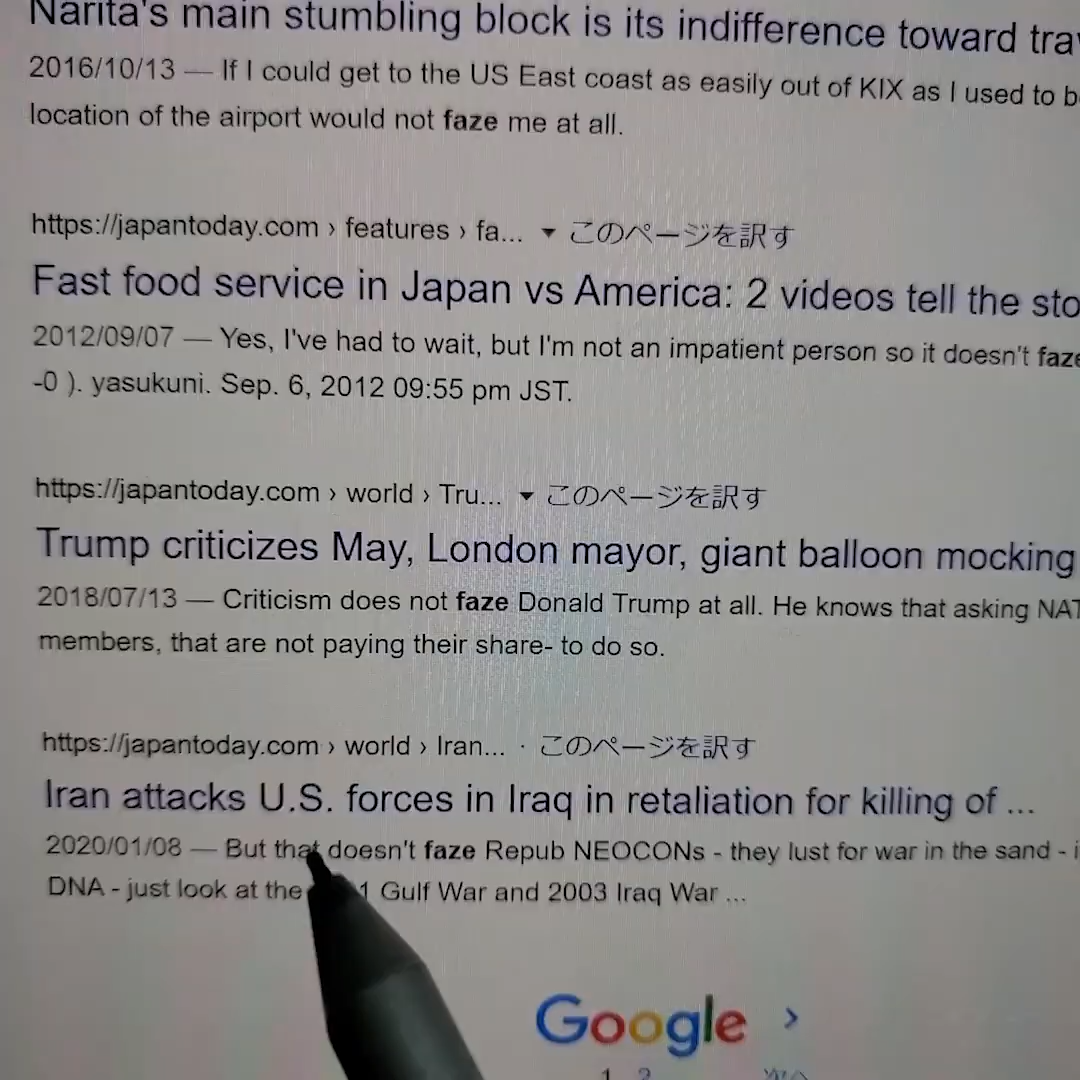 Narita's main stumbling block is its indifference toward
2016/10/13 — If I could get to the US East coast as easily out of KIX as I used to
location of the airport would not faze me at all.
https://japantoday.com › features › fa... ▼ このページを訳す
Fast food service in Japan vs America: 2 videos tell the
2012/09/07 — Yes, I've had to wait, but I'm not an impatient person so it doesn't faze
-0 ). yasukuni. Sep. 6, 2012 09:55 pm JST.
https://japantoday.com › world › Tru... ▼ このページを訳す
Trump criticizes May, London mayor, giant balloon mocking
2018/07/13 — Criticism does not faze Donald Trump at all. He knows that asking
members, that are not paying their share- to do so.
https://japantoday.com › world › Iran... · このページを訳す
Iran attacks U.S. forces in Iraq in retaliation for killing of ...
2020/01/08 — But that doesn't faze Repub NEOCONs - they lust for war in the sand -
DNA - just look at the Gulf War and 2003 Iraq War ...
Google ›
1 2